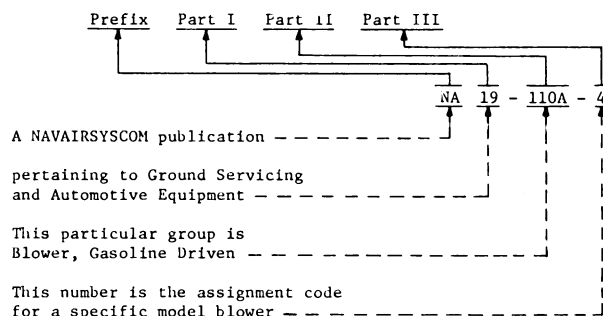 Prefix Part I Part II Part III
NA 19 - 110A - 4
A NAVAIRSYSCOM publication
pertaining to Ground Servicing
and Automotive Equipment
This particular group is
Blower, Gasoline Driven
This number is the assignment code
for a specific model blower